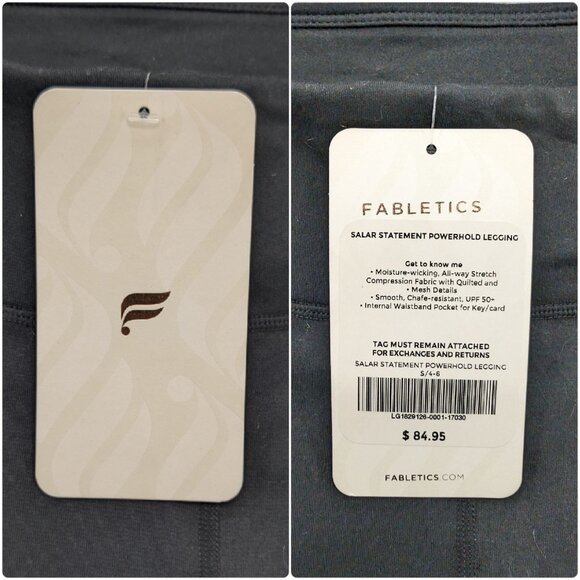 FABLETICS
SALAR STATEMENT POWERHOLD LEGGING
Get to know me
• Moisture-wicking, All-way Stretch
Compression Fabric with Quilted and
• Mesh Details
• Smooth, Chafe-resistant, UPF 50+
• Internal Waistband Pocket for Key/card
TAG MUST REMAIN ATTACHED
FOR EXCHANGES AND RETURNS
SALAR STATEMENT POWERHOLD LEGGING
S/4-6
LG1829126-0001-17030
$ 84.95
FABLETICS.COM